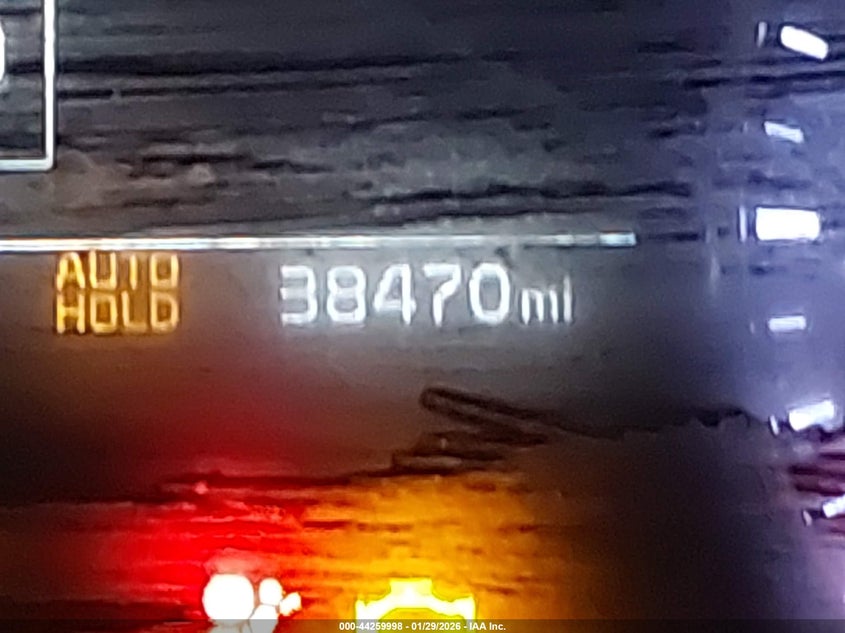 AUTO
HOLD
38470mi
000-44259998 - 01/29/2026 - IAA Inc.